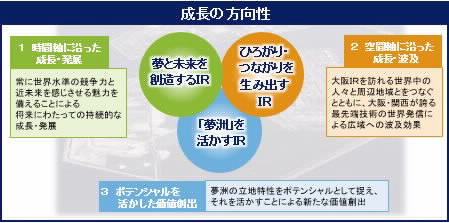 成長の方向性
1 時間軸に沿った
成長・発展
常に世界水準の競争力と
近未来を感じさせる魅力を
備えることによる
将来にわたっての持続的な
成長・発展
夢と未来を
創造するIR
ひろがり・
つながりを
生み出す
IR
「夢洲」を
活かすIR
2 空間軸に沿った
成長・波及
大阪IRを訪れる世界中の
人々と周辺地域とをつなぐ
とともに、大阪・関西が誇る
最先端技術の世界発信に
よる広域への波及効果
3 ポテンシャルを
活かした価値創出
夢洲の立地特性をポテンシャルとして捉え、
それを活かすことによる新たな価値創出